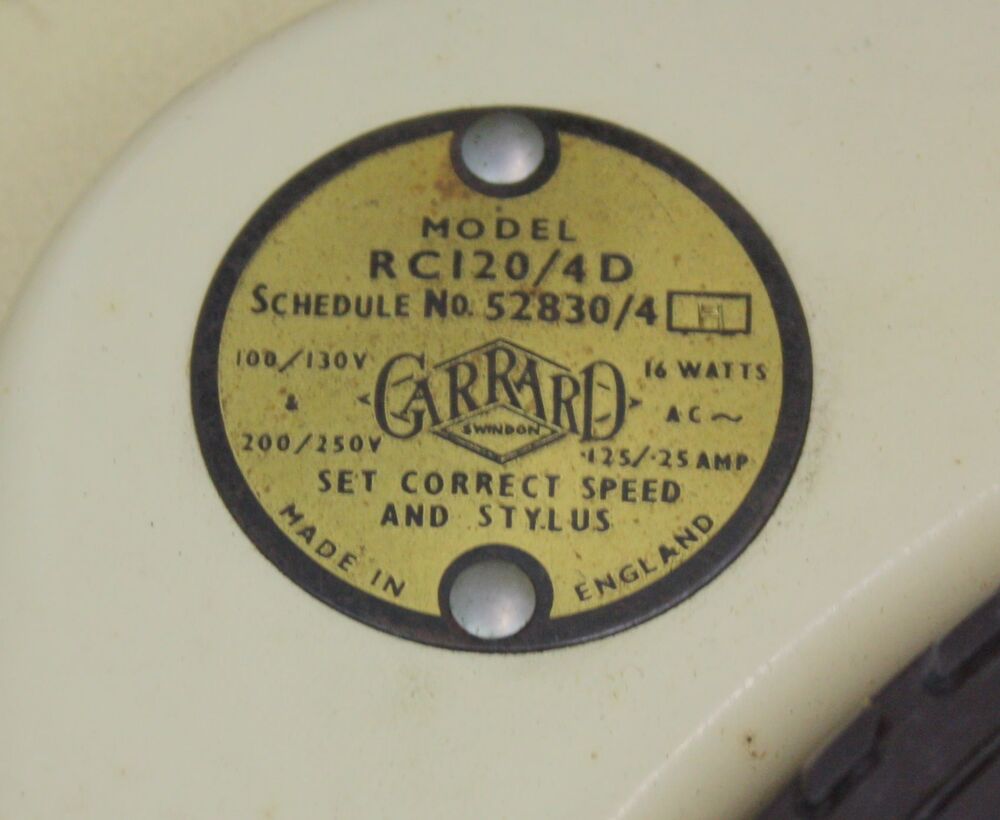 MODEL
RC120/4D
SCHEDULE NO. 52830/4 H
100/130V
&
200/250V
GARRARD
SWINDON
16 WATTS
AC~
·125/·25 AMP
SET CORRECT SPEED
AND STYLUS
MADE IN ENGLAND